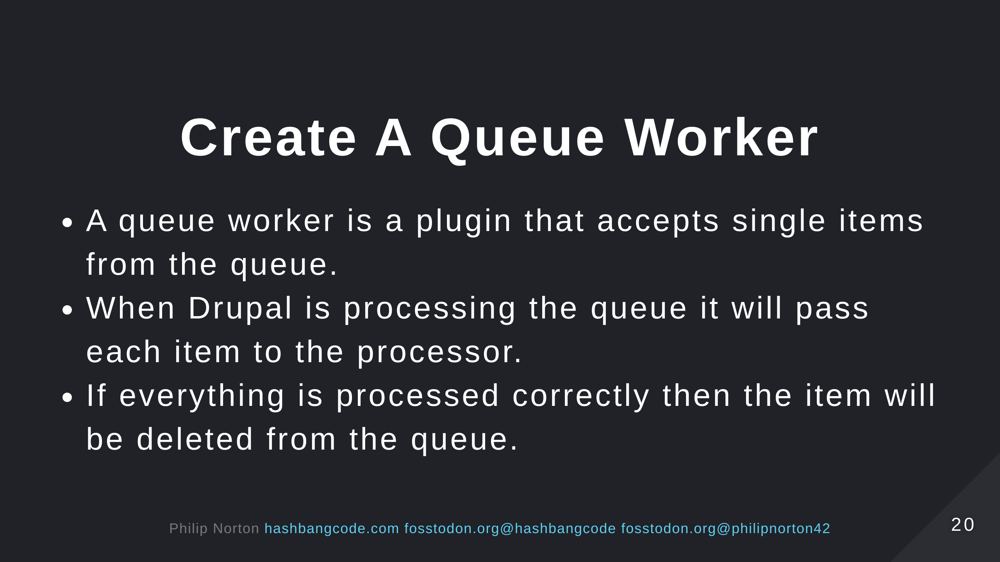 Create A Queue Worker
• A queue worker is a plugin that accepts single items
from the queue.
• When Drupal is processing the queue it will pass
each item to the processor.
• If everything is processed correctly then the item will
be deleted from the queue.
Philip Norton hashbangcode.com fosstodon.org@hashbangcode fosstodon.org@philipnorton42
20